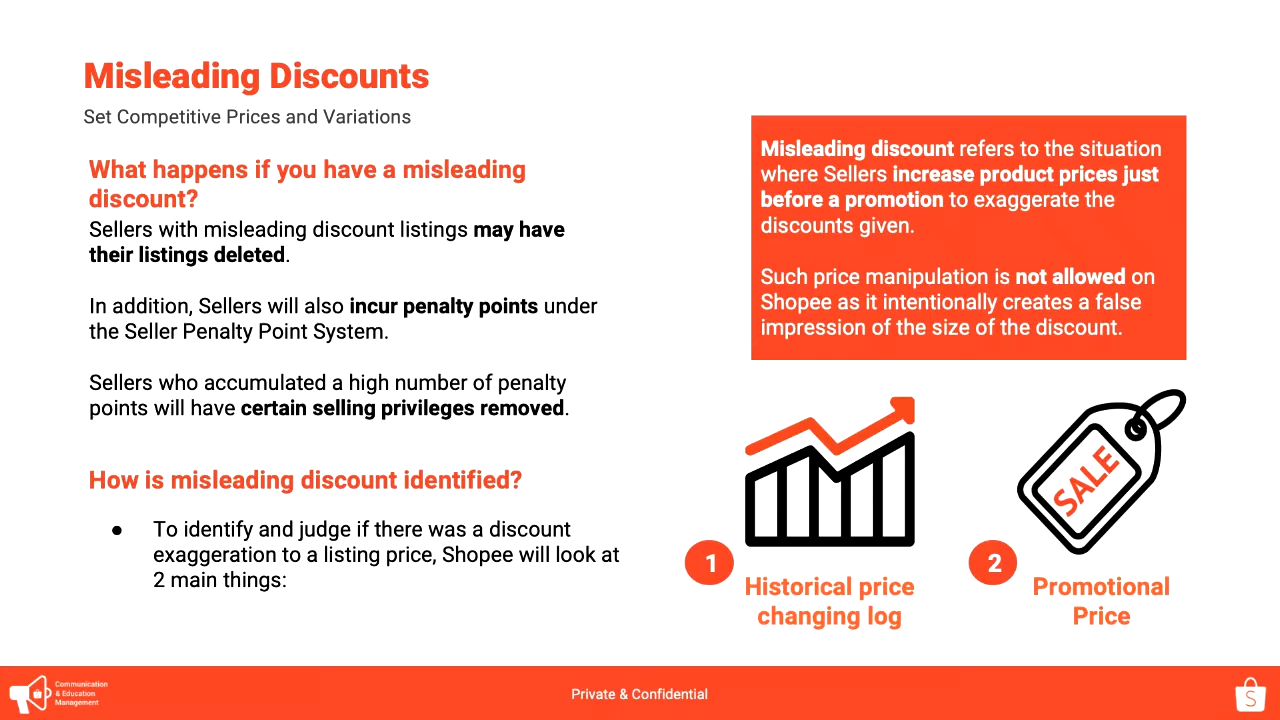 Misleading Discounts
Set Competitive Prices and Variations
What happens if you have a misleading
discount?
Sellers with misleading discount listings may have
their listings deleted.
In addition, Sellers will also incur penalty points under
the Seller Penalty Point System.
Sellers who accumulated a high number of penalty
points will have certain selling privileges removed.
How is misleading discount identified?
● To identify and judge if there was a discount
exaggeration to a listing price, Shopee will look at
2 main things:
Misleading discount refers to the situation
where Sellers increase product prices just
before a promotion to exaggerate the
discounts given.
Such price manipulation is not allowed on
Shopee as it intentionally creates a false
impression of the size of the discount.
1
Historical price
changing log
SALE
2
Promotional
Price
Communication
& Education
Management
Private & Confidential
S